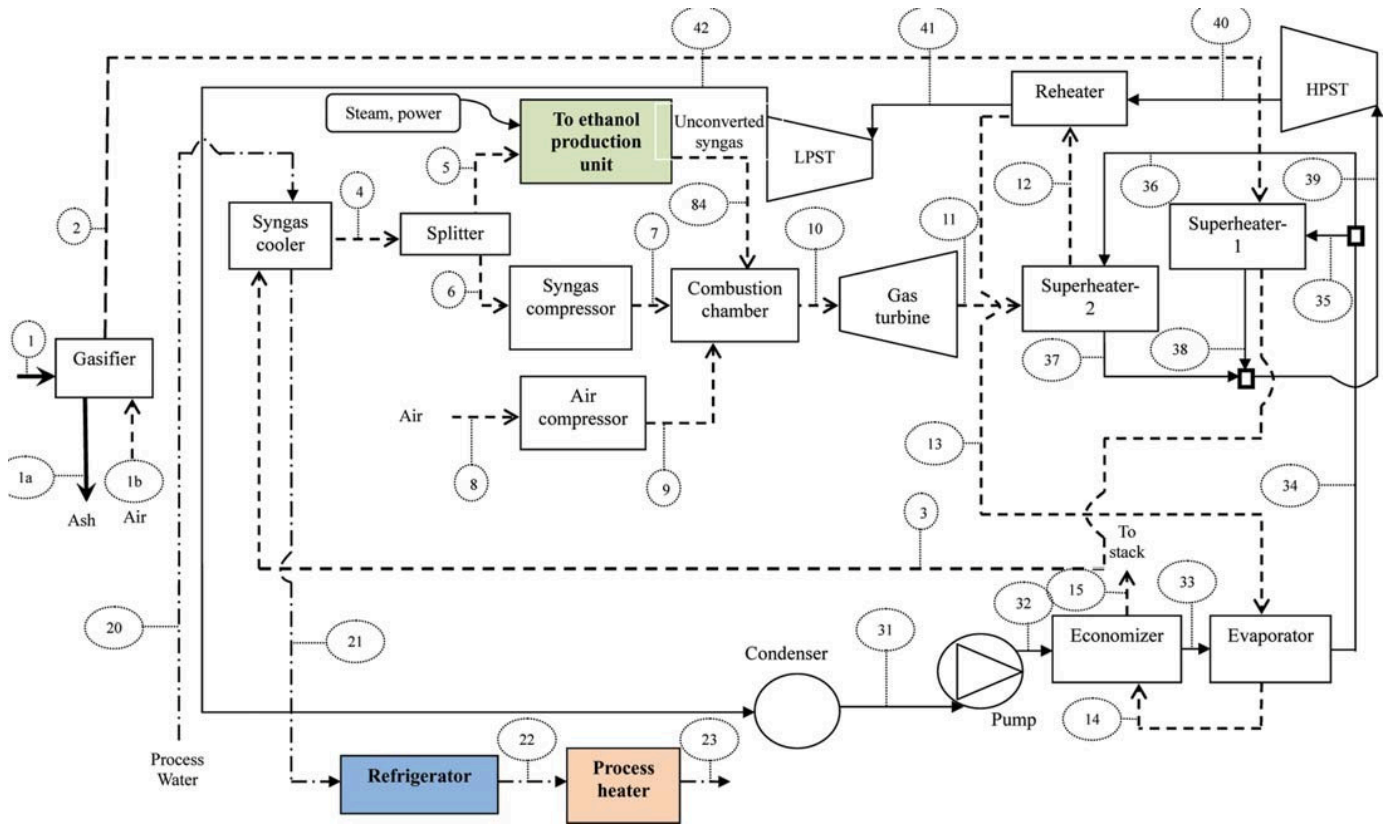 42
41
40
Steam, power
To ethanol
production
unit
Unconverted
syngas
LPST
Reheater
HPST
5
84
12
36
39
2
Syngas
cooler
4
Splitter
7
10
11
Superheater-
1
6
Syngas
compressor
Combustion
chamber
Gas
turbine
Superheater-
2
35
37
38
1
Gasifier
Air
Air
compressor
13
1a
1b
8
9
34
Ash
Air
3
To
stack
20
21
31
32
15
33
Condenser
Economizer
Evaporator
Pump
14
Process
Water
22
23
Refrigerator
Process
heater